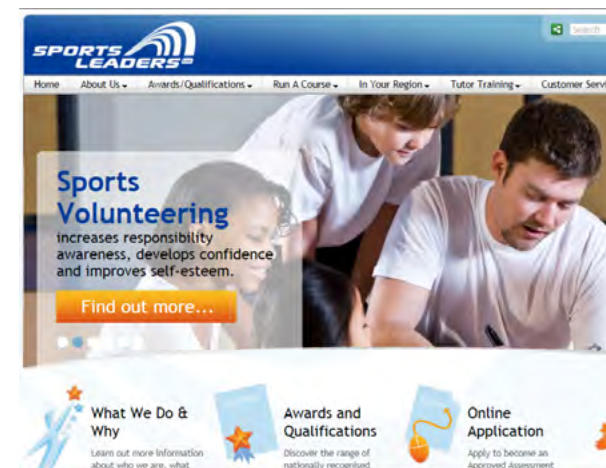 SPORTS
LEADERS UK
Search
Home About Us Awards/Qualifications Run A Course In Your Region Tutor Training Customer Servi
Sports
Volunteering
increases responsibility
awareness, develops confidence
and improves self-esteem.
Find out more...
What We Do &
Why
Learn out more information
about who we are, what
Awards and
Qualifications
Discover the range of
nationally recognised
Online
Application
Apply to become an
Approved Assessment